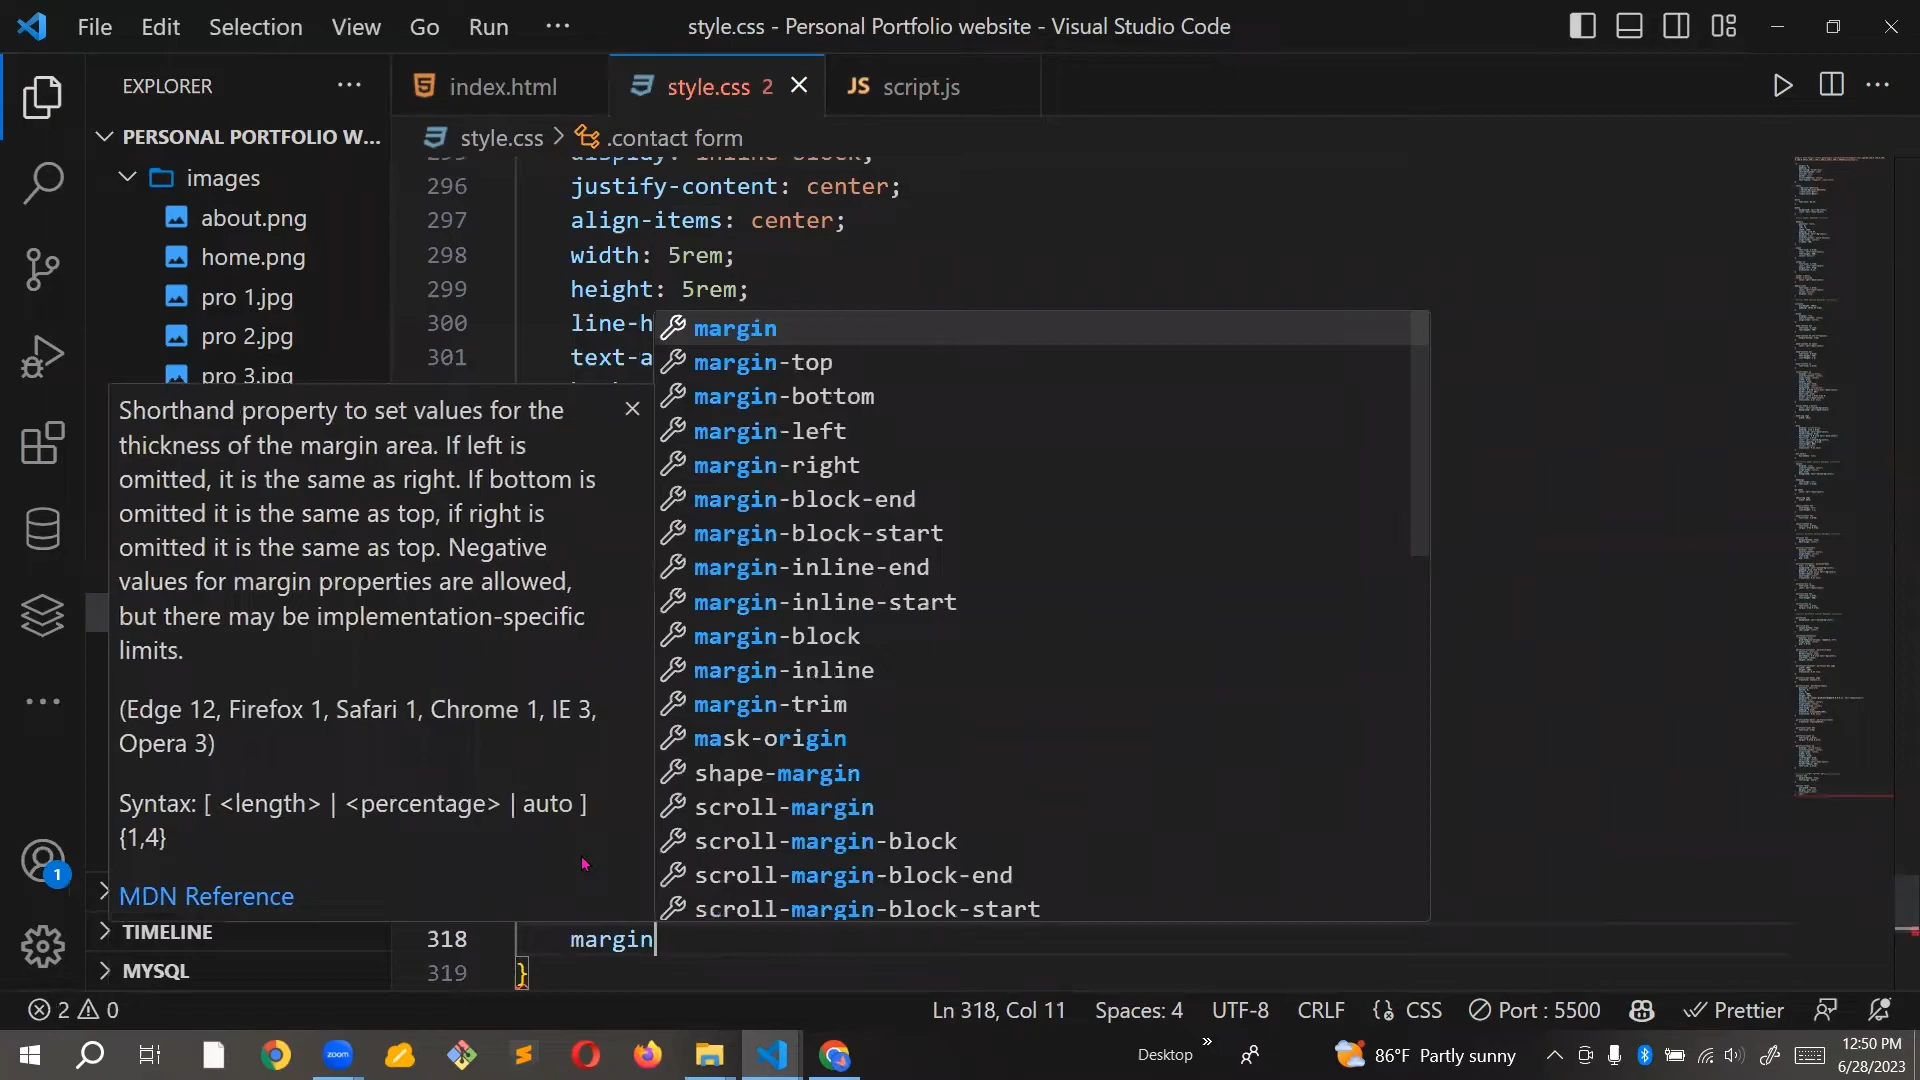 File Edit Selection View Go Run ··· style.css - Personal Portfolio website - Visual Studio Code
EXPLORER ···
index.html style.css 2 JS script.js
PERSONAL PORTFOLIO W...
style.css > .contact form
images
about.png
home.png
pro 1.jpg
pro 2.jpg
pro 3.jpg
296 justify-content: center;
297 align-items: center;
298 width: 5rem;
299 height: 5rem;
300 line-h
301 text-a
margin
margin-top
margin-bottom
margin-left
margin-right
margin-block-end
margin-block-start
margin-inline-end
margin-inline-start
margin-block
margin-inline
margin-trim
mask-origin
shape-margin
scroll-margin
scroll-margin-block
scroll-margin-block-end
scroll-margin-block-start
Shorthand property to set values for the
thickness of the margin area. If left is
omitted, it is the same as right. If bottom is
omitted it is the same as top, if right is
omitted it is the same as top. Negative
values for margin properties are allowed,
but there may be implementation-specific
limits.
(Edge 12, Firefox 1, Safari 1, Chrome 1, IE 3,
Opera 3)
Syntax: [ <length> | <percentage> | auto ]
{1,4}
MDN Reference
TIMELINE
MYSQL
318 margin
319 }
1
2 0 Ln 318, Col 11 Spaces: 4 UTF-8 CRLF {} CSS Port : 5500 Prettier
zoom Desktop » 86°F Partly sunny 12:50 PM
6/28/2023